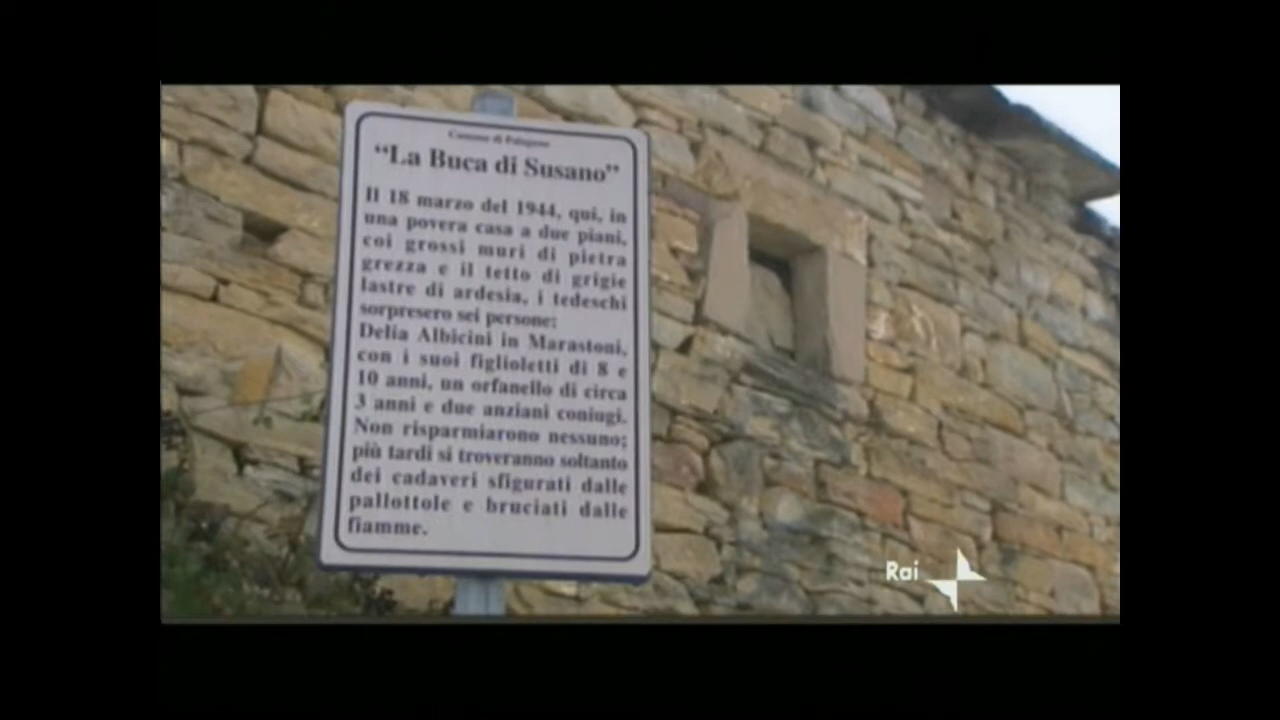 Comune di Palagano
“La Buca di Susano”
Il 18 marzo del 1944, qui, in
una povera casa a due piani,
coi grossi muri di pietra
grezza e il tetto di grigie
lastre di ardesia, i tedeschi
sorpresero sei persone:
Delia Albicini in Marastoni,
con i suoi figlioletti di 8 e
10 anni, un orfanello di circa
3 anni e due anziani coniugi.
Non risparmiarono nessuno;
più tardi si troveranno soltanto
dei cadaveri sfigurati dalle
pallottole e bruciati dalle
fiamme.
Rai